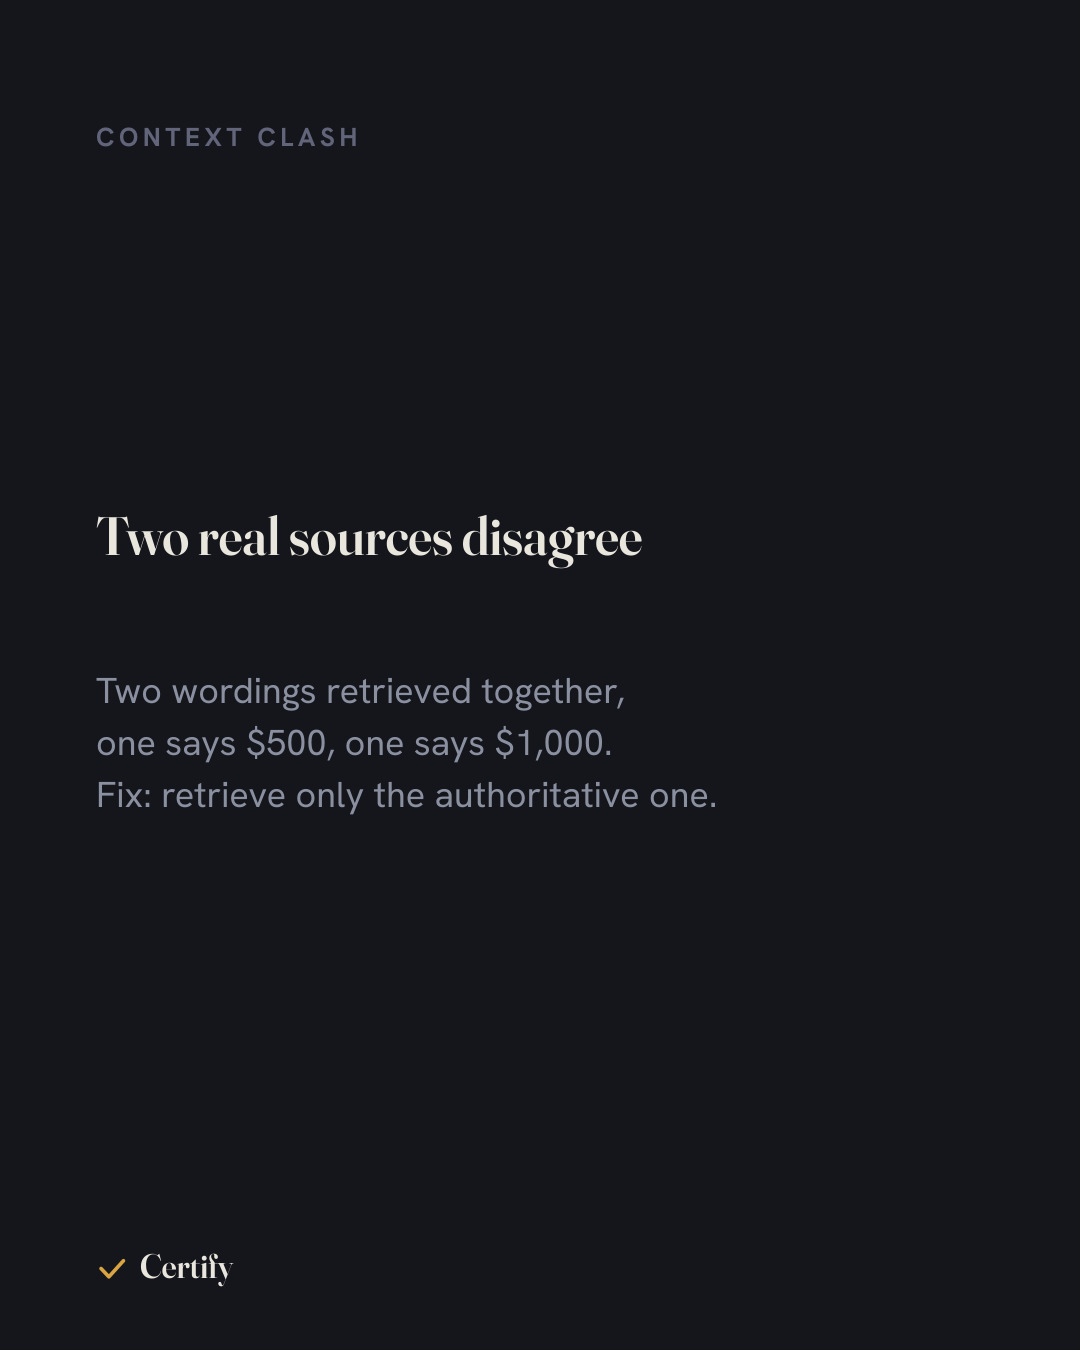 CONTEXT CLASH
Two real sources disagree
Two wordings retrieved together,
one says $500, one says $1,000.
Fix: retrieve only the authoritative one.
Certify